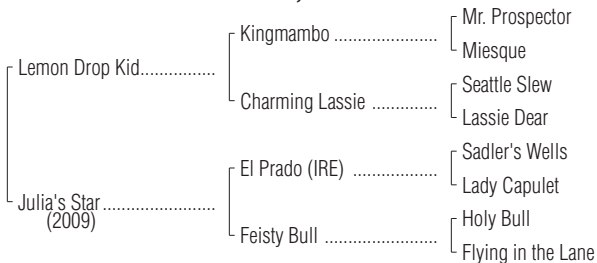 Mr. Prospector
Kingmambo ....................
Miesque
Lemon Drop Kid...............
Seattle Slew
Charming Lassie .............
Lassie Dear
Sadler's Wells
El Prado (IRE) .................
Lady Capulet
Julia's Star ......................
(2009)
Holy Bull
Feisty Bull ......................
Flying in the Lane